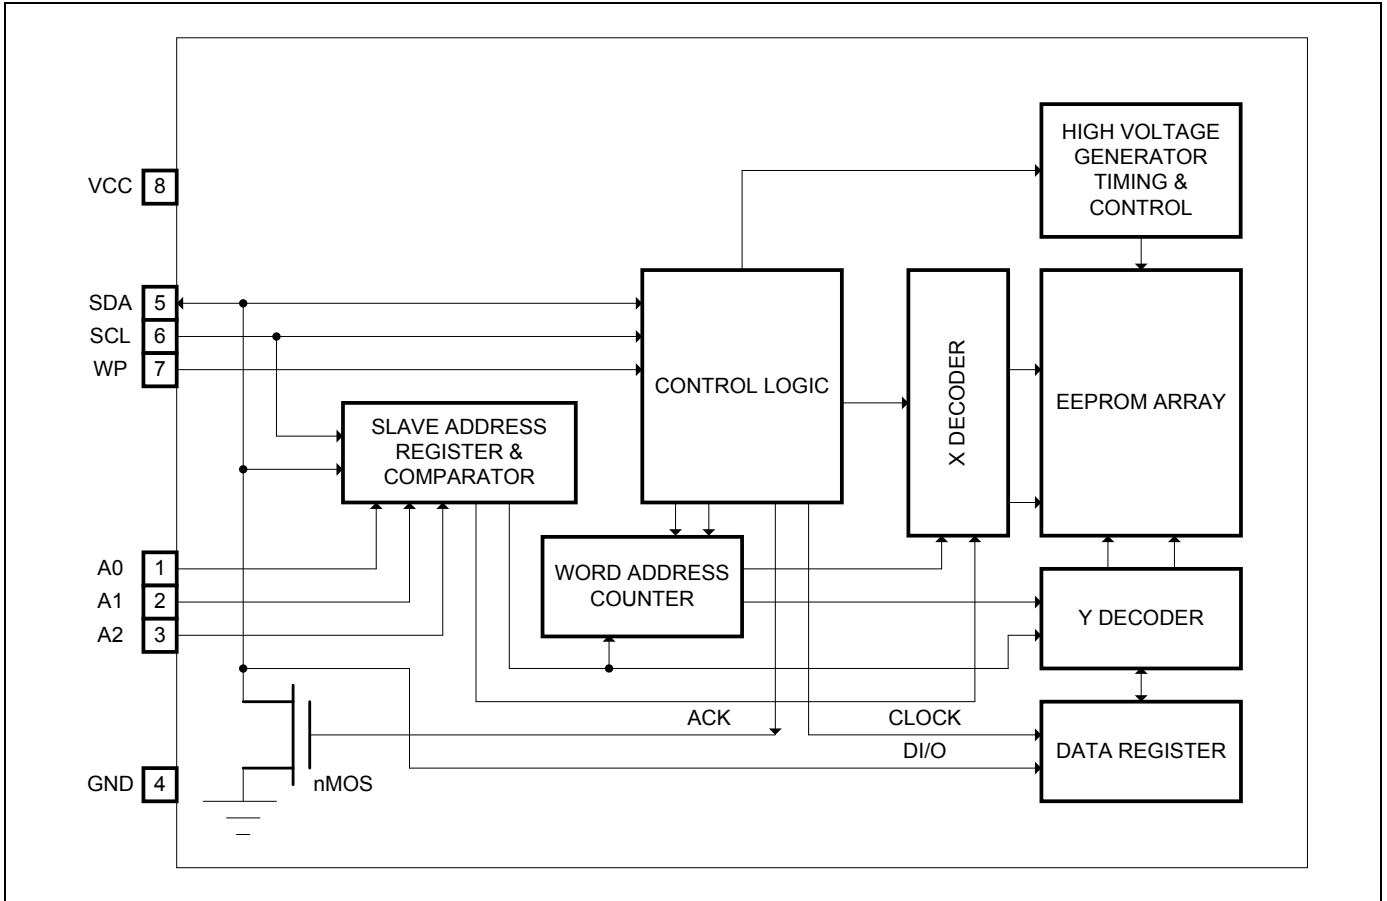 HIGH VOLTAGE
GENERATOR
TIMING &
CONTROL
VCC 8
SDA 5
SCL 6
WP 7
CONTROL LOGIC
X DECODER
EEPROM ARRAY
SLAVE ADDRESS
REGISTER &
COMPARATOR
A0 1
A1 2
A2 3
WORD ADDRESS
COUNTER
Y DECODER
ACK
CLOCK
DI/O
DATA REGISTER
GND 4
nMOS